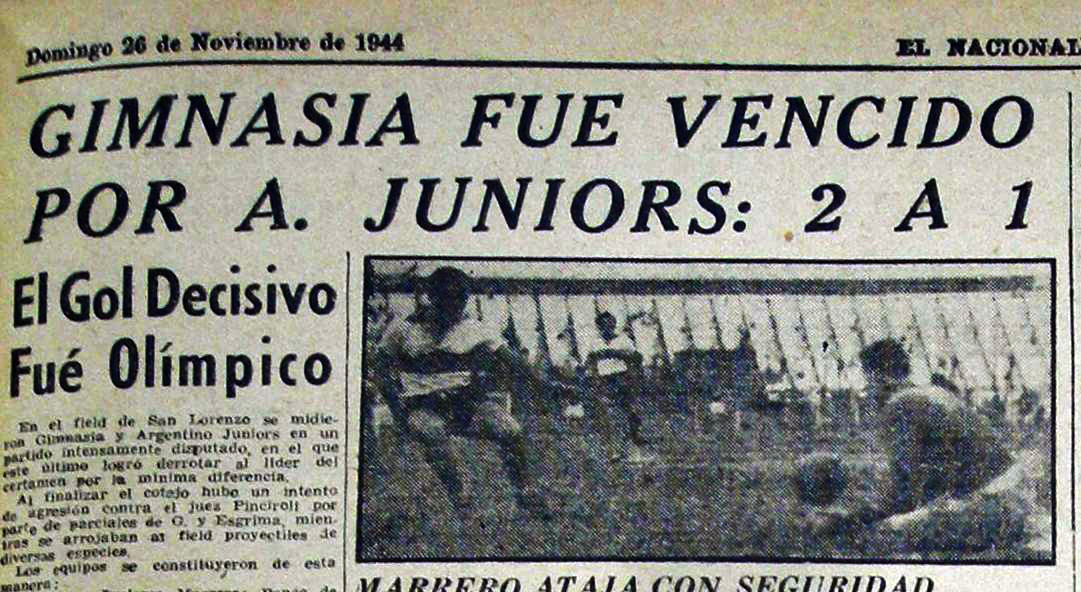 Domingo 26 de Noviembre de 1944
EL NACIONAL
GIMNASIA FUE VENCIDO
POR A. JUNIORS: 2 A 1
El Gol Decisivo
Fué Olímpico
En el field de San Lorenzo se midie-
ron Gimnasia y Argentino Juniors en un
partido intensamente disputado, en el que
este último logró derrotar al líder del
certamen por la mínima diferencia.
Al finalizar el cotejo hubo un intento
de agresión contra el juez Pinciroli por
parte de parciales de G. y Esgrima, mien-
tras se arrojaban al field proyectiles de
diversas especies.
Los equipos se constituyeron de esta
manera:
MARRERO ATAJA CON SEGURIDAD